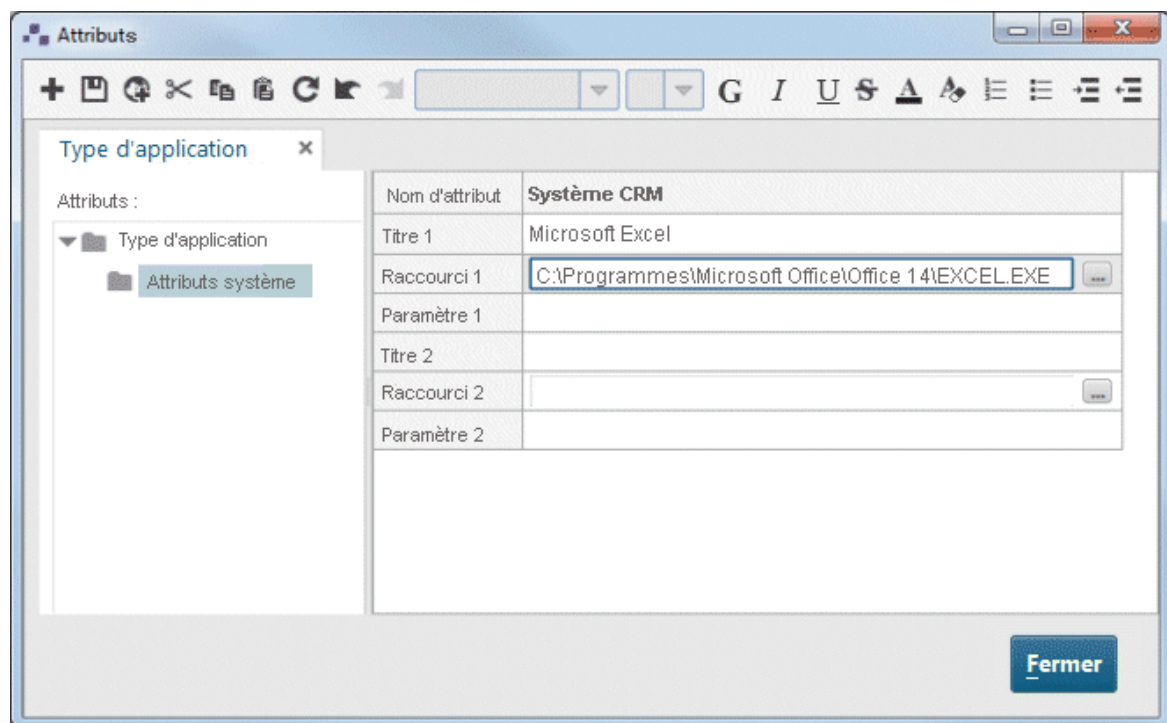 Attributs
G I U S A
Type d'application
Attributs :
Type d'application
Attributs système
Nom d'attribut Système CRM
Titre 1 Microsoft Excel
Raccourci 1 C:\Programmes\Microsoft Office\Office 14\EXCEL.EXE ...
Paramètre 1
Titre 2
Raccourci 2 ...
Paramètre 2
Fermer